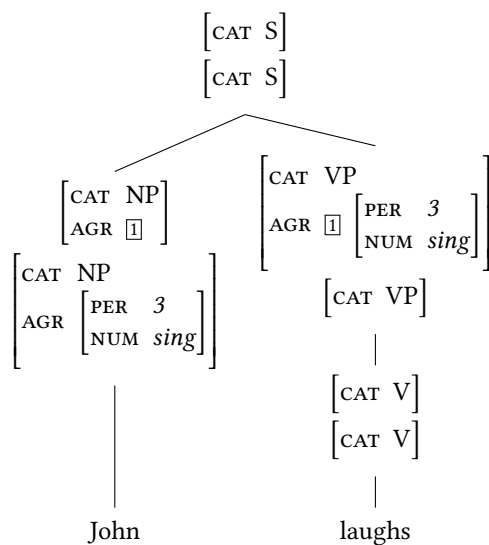 [CAT S]
[CAT S]
[CAT NP
AGR 1]
[CAT VP
AGR 1 [PER 3
NUM sing]]
[CAT NP
AGR [PER 3
NUM sing]]
[CAT VP]
[CAT V]
[CAT V]
John
laughs